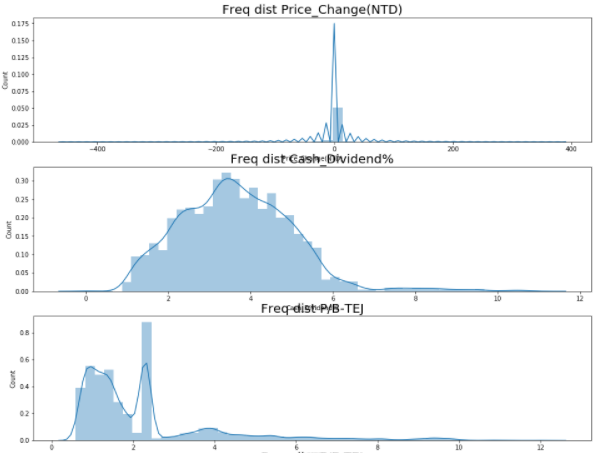 Freq dist Price_Change(NTD)
0.175
0.150
0.125
0.100
0.075
0.050
0.025
0.000
Count
−400 −200 0 200 400
Freq dist Cash_Dividend%
0.30
0.25
0.20
0.15
0.10
0.05
0.00
Count
0 2 4 6 8 10 12
Freq dist P/B-TEJ
0.8
0.6
0.4
0.2
0.0
Count
0 2 4 6 8 10 12